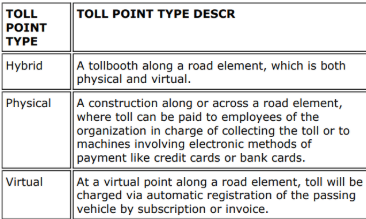 TOLL POINT TYPE DESCR
TOLL
POINT
TYPE
Hybrid
A tollbooth along a road element, which is both
physical and virtual.
Physical
A construction along or across a road element,
where toll can be paid to employees of the
organization in charge of collecting the toll or to
machines involving electronic methods of
payment like credit cards or bank cards.
Virtual
At a virtual point along a road element, toll will be
charged via automatic registration of the passing
vehicle by subscription or invoice.